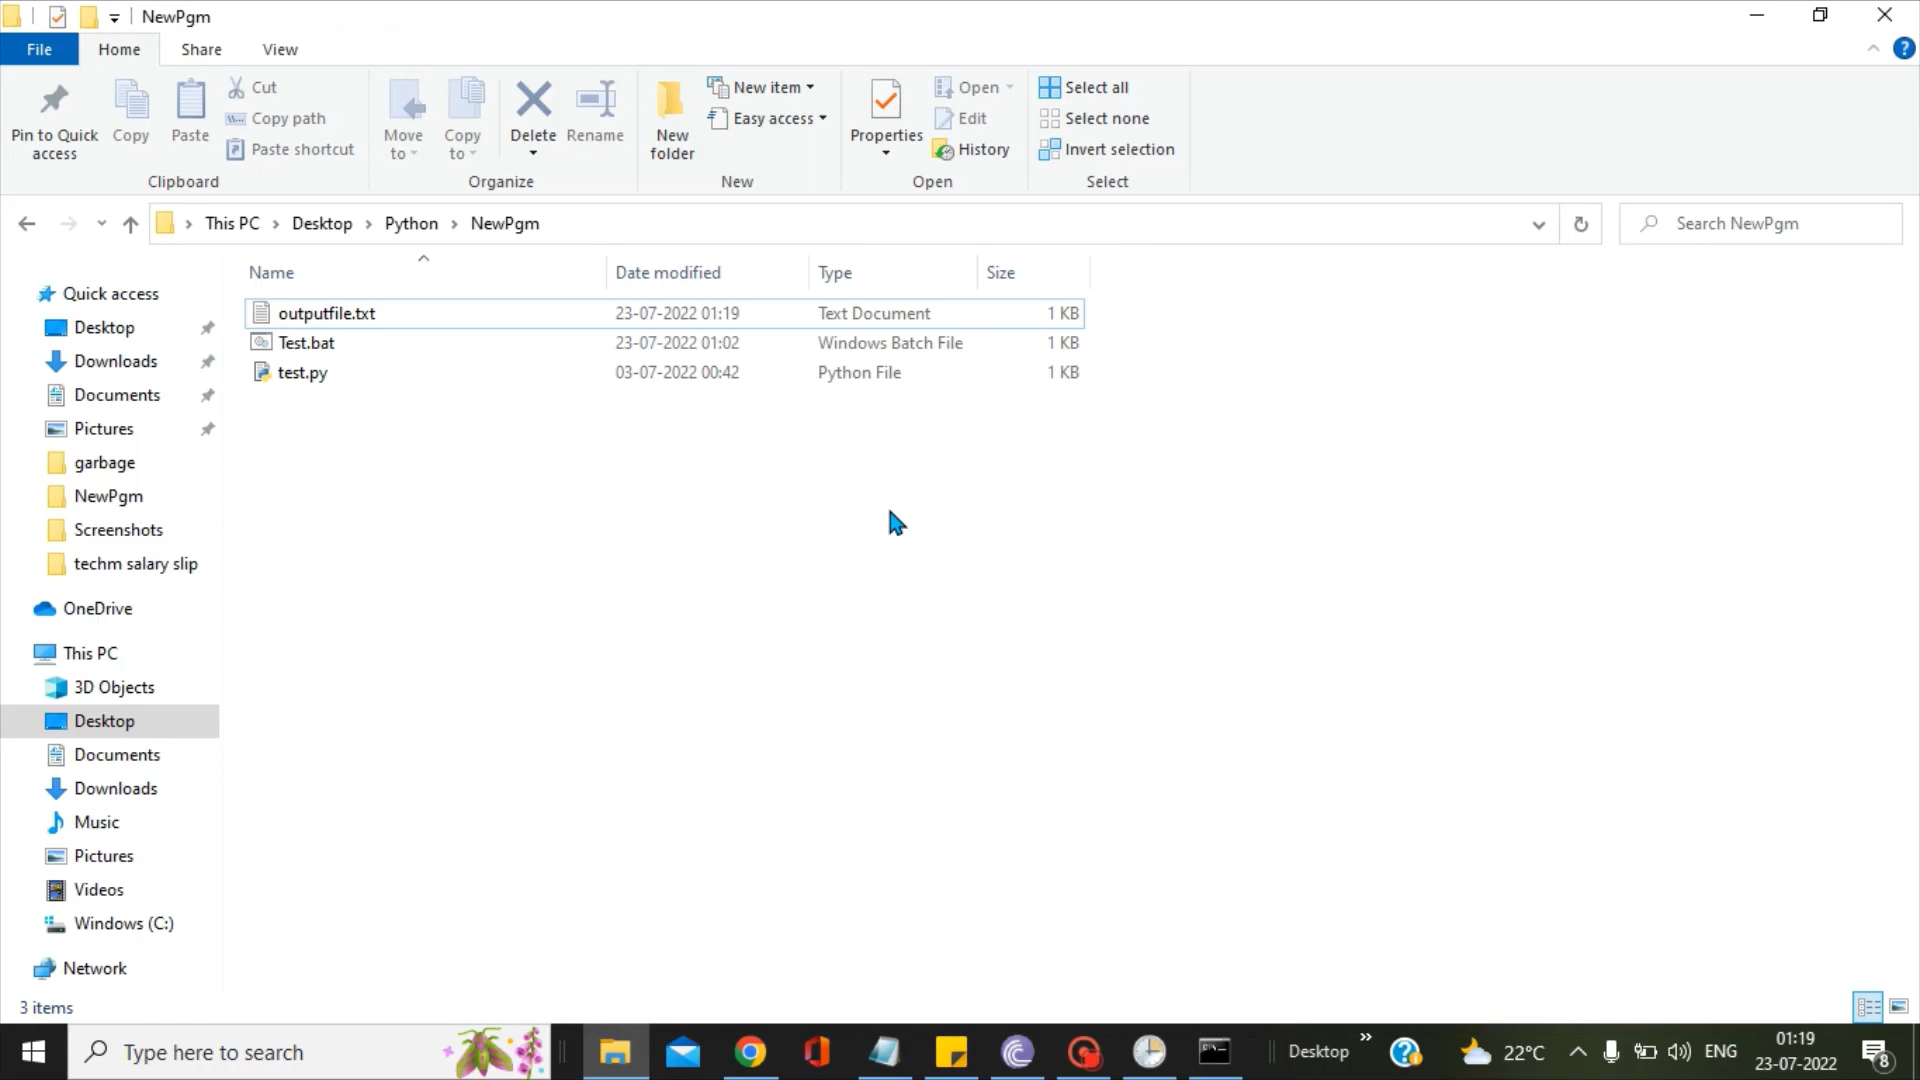 NewPgm
File Home Share View
Pin to Quick access
Copy
Paste
Cut
Copy path
Paste shortcut
Clipboard
Move to
Copy to
Delete
Rename
Organize
New folder
New item
Easy access
New
Properties
Open
Edit
History
Open
Select all
Select none
Invert selection
Select
This PC > Desktop > Python > NewPgm
Search NewPgm
Name Date modified Type Size
outputfile.txt 23-07-2022 01:19 Text Document 1 KB
Test.bat 23-07-2022 01:02 Windows Batch File 1 KB
test.py 03-07-2022 00:42 Python File 1 KB
Quick access
Desktop
Downloads
Documents
Pictures
garbage
NewPgm
Screenshots
techm salary slip
OneDrive
This PC
3D Objects
Desktop
Documents
Downloads
Music
Pictures
Videos
Windows (C:)
Network
3 items
Type here to search
Desktop
22°C
ENG
01:19
23-07-2022
8